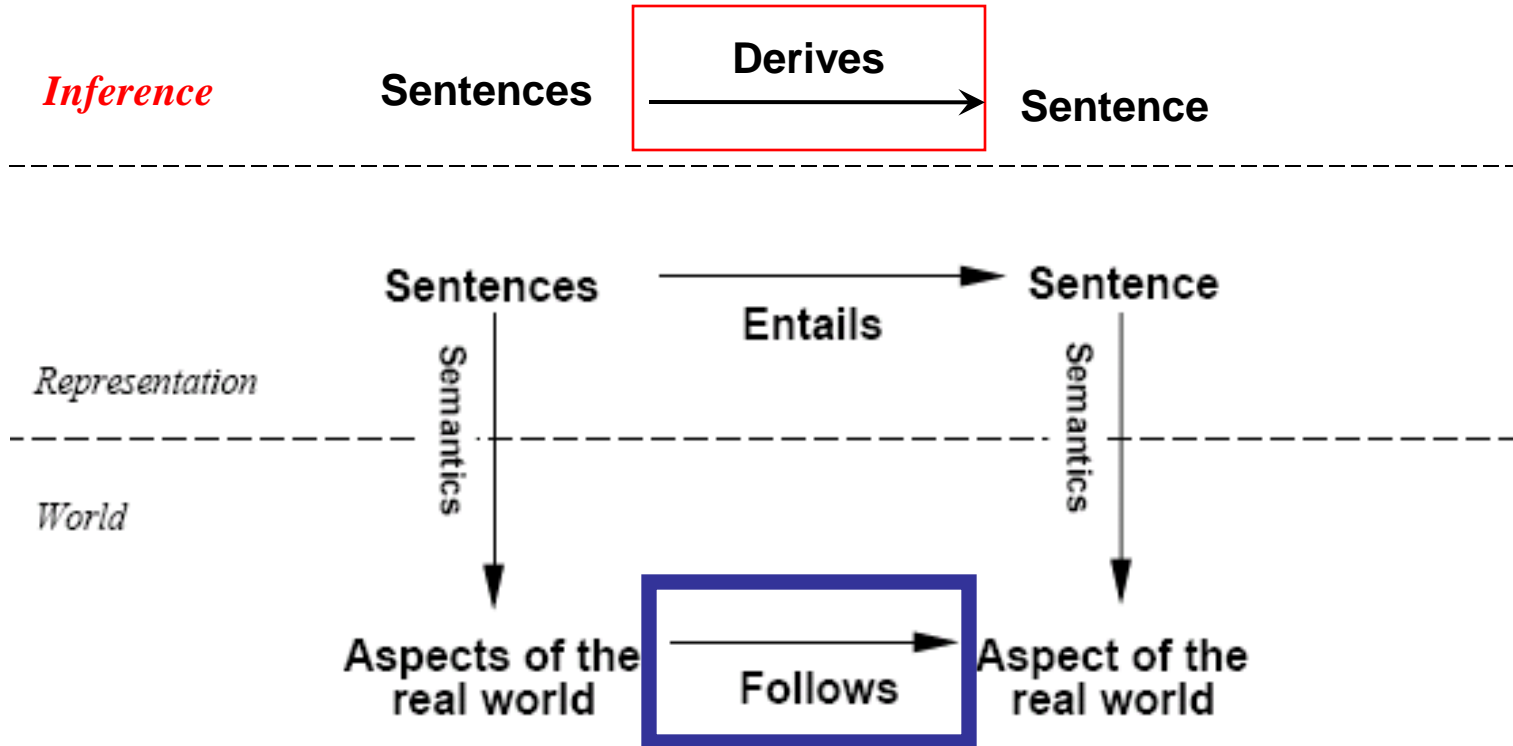 Inference
Sentences
Derives
Sentence
Sentences
Entails
Sentence
Representation
Semantics
Semantics
World
Aspects of the
real world
Follows
Aspect of the
real world